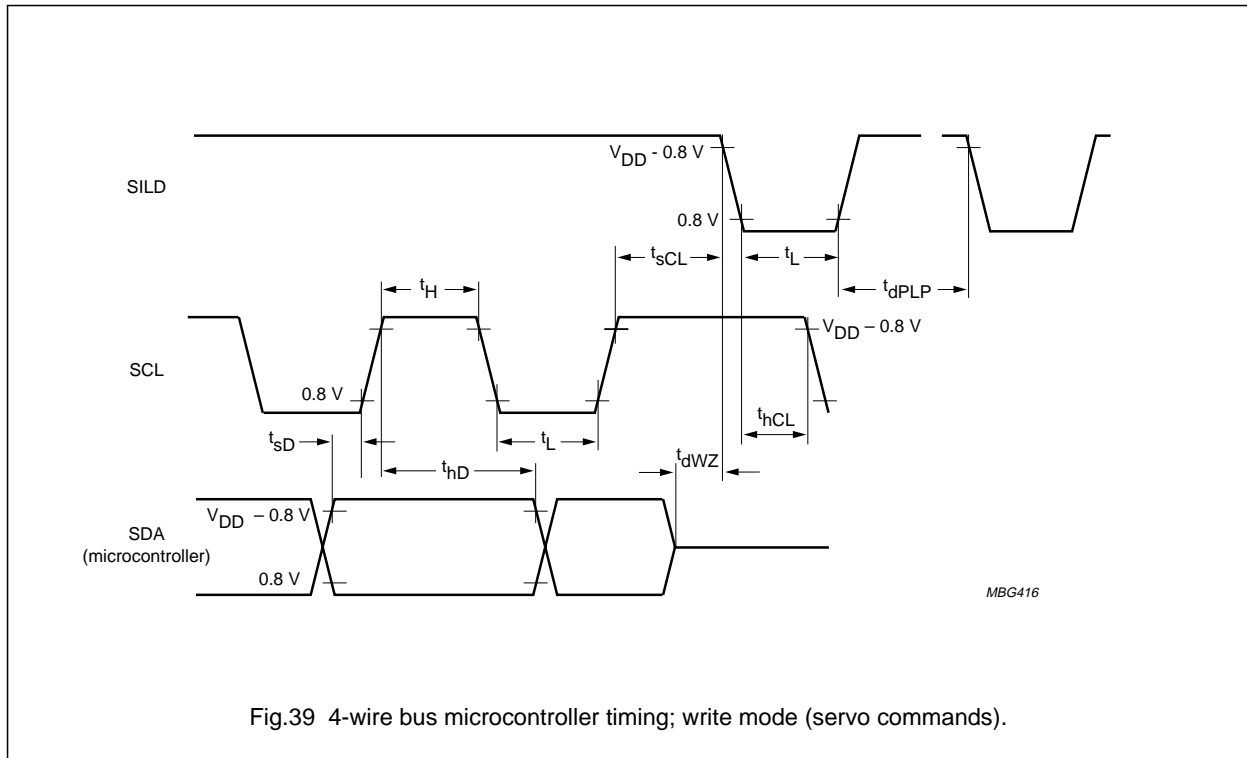 V_DD - 0.8 V
SILD
0.8 V
t_sCL
t_L
t_dPLP
t_H
V_DD – 0.8 V
SCL
0.8 V
t_sD
t_L
t_hCL
t_hD
t_dWZ
V_DD – 0.8 V
SDA
(microcontroller)
0.8 V
MBG416
Fig.39 4-wire bus microcontroller timing; write mode (servo commands).